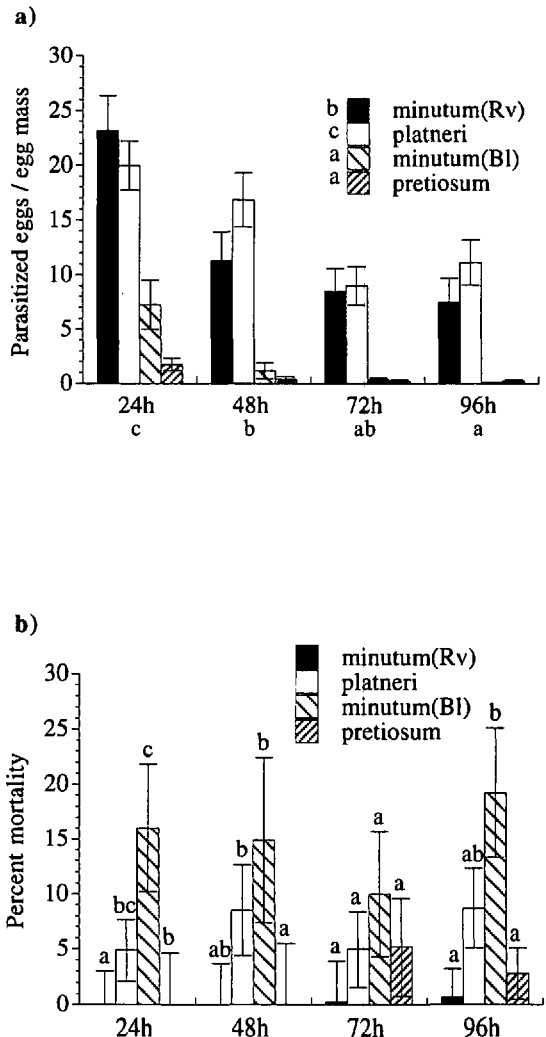 a)
30
25
20
15
10
5
0
Parasitized eggs / egg mass
b minutum(Rv)
c platneri
a minutum(Bl)
a pretiosum
24h 48h 72h 96h
c b ab a
b)
30
25
20
15
10
5
0
Percent mortality
minutum(Rv)
platneri
minutum(Bl)
pretiosum
a bc c b
ab b b a
a a a a
a ab b a
24h 48h 72h 96h